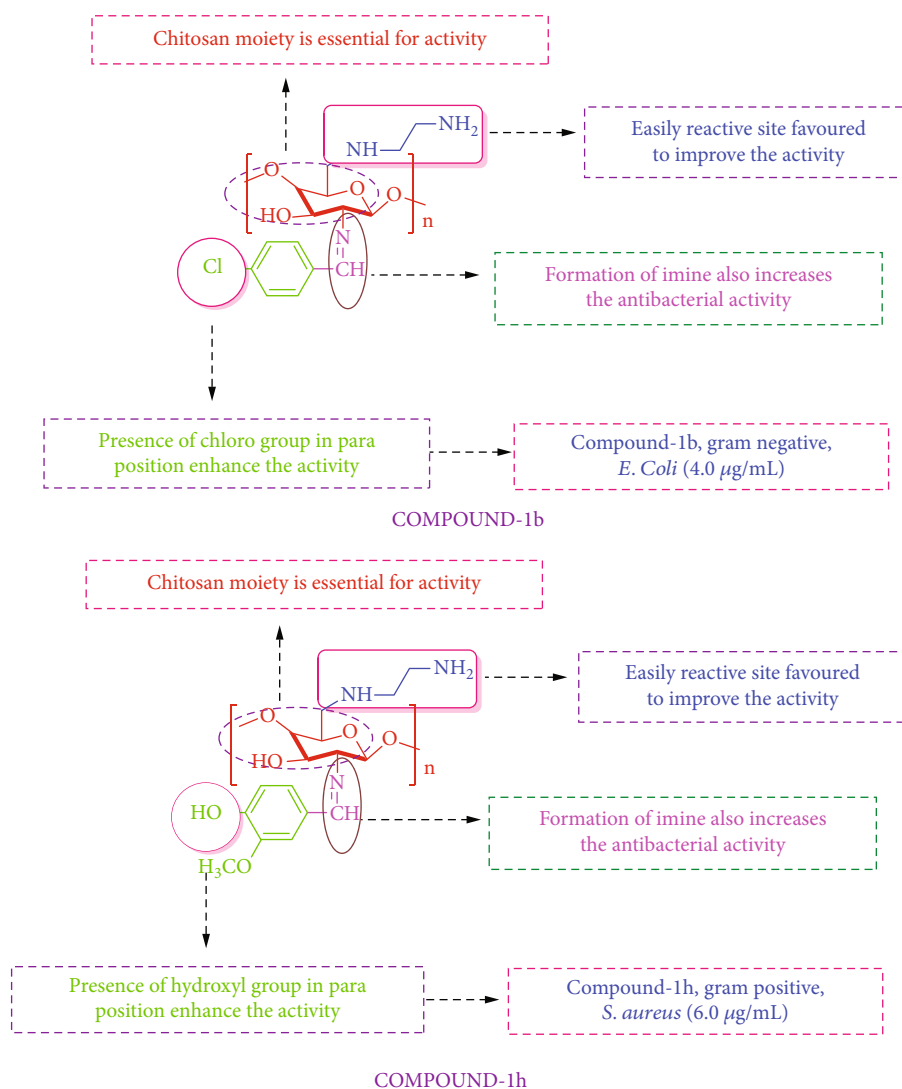 Chitosan moiety is essential for activity
NH₂
NH
Easily reactive site favoured
to improve the activity
O
O
O
HO
n
N
Cl
CH
Formation of imine also increases
the antibacterial activity
Presence of chloro group in para
position enhance the activity
Compound-1b, gram negative,
E. Coli (4.0 μg/mL)
COMPOUND-1b
Chitosan moiety is essential for activity
NH₂
NH
Easily reactive site favoured
to improve the activity
O
O
O
HO
n
N
HO
CH
H₃CO
Formation of imine also increases
the antibacterial activity
Presence of hydroxyl group in para
position enhance the activity
Compound-1h, gram positive,
S. aureus (6.0 μg/mL)
COMPOUND-1h